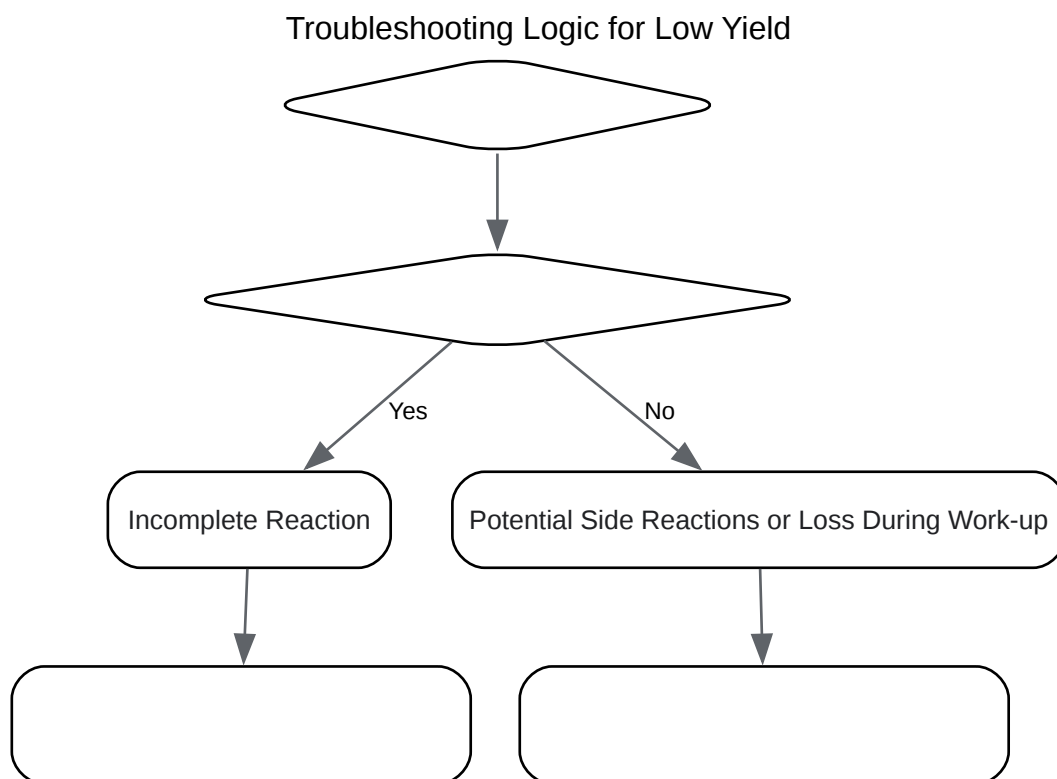 Troubleshooting Logic for Low Yield
Yes
No
Incomplete Reaction
Potential Side Reactions or Loss During Work-up